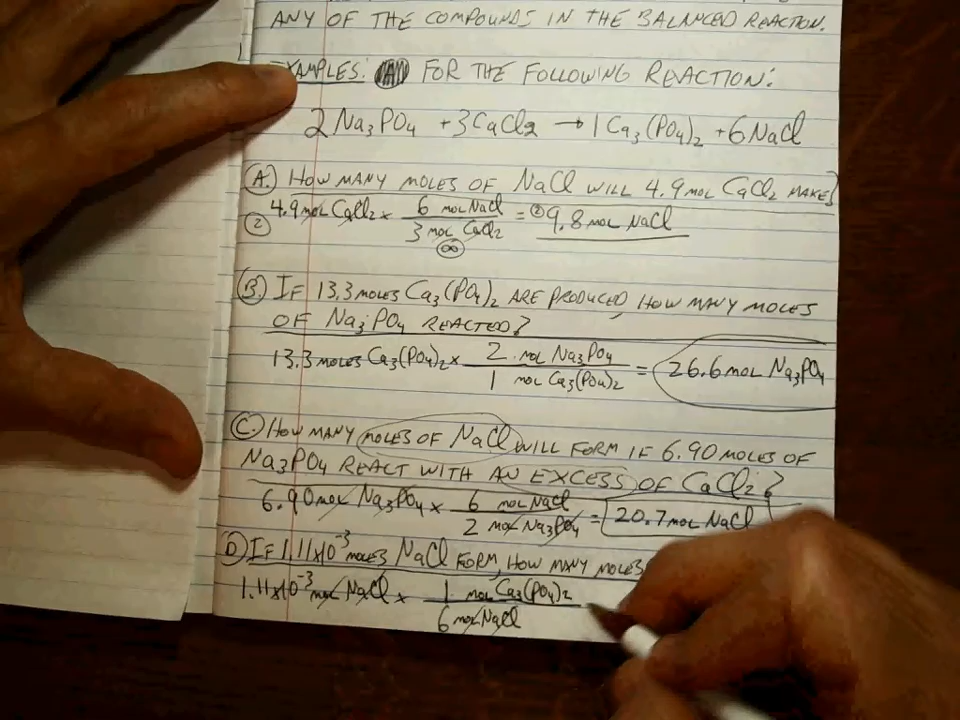 ANY OF THE COMPOUNDS IN THE BALANCED REACTION.
EXAMPLES: FOR THE FOLLOWING REACTION:
2 Na₃PO₄ + 3CaCl₂ → 1 Ca₃(PO₄)₂ + 6NaCl
A. HOW MANY MOLES OF NaCl WILL 4.9 MOL CaCl₂ MAKE?
4.9 MOL CaCl₂ × 6 MOL NaCl / 3 MOL CaCl₂ = ② 9.8 MOL NaCl
② ∞
B. IF 13.3 MOLES Ca₃(PO₄)₂ ARE PRODUCED, HOW MANY MOLES
OF Na₃PO₄ REACTED?
13.3 MOLES Ca₃(PO₄)₂ × 2 MOL Na₃PO₄ / 1 MOL Ca₃(PO₄)₂ = 26.6 MOL Na₃PO₄
C. HOW MANY MOLES OF NaCl WILL FORM IF 6.90 MOLES OF
Na₃PO₄ REACT WITH AN EXCESS OF CaCl₂?
6.90 MOL Na₃PO₄ × 6 MOL NaCl / 2 MOL Na₃PO₄ = 20.7 MOL NaCl
D. IF 1.11×10⁻³ MOLES NaCl FORM, HOW MANY MOLES
1.11×10⁻³ MOL NaCl × 1 MOL Ca₃(PO₄)₂ / 6 MOL NaCl